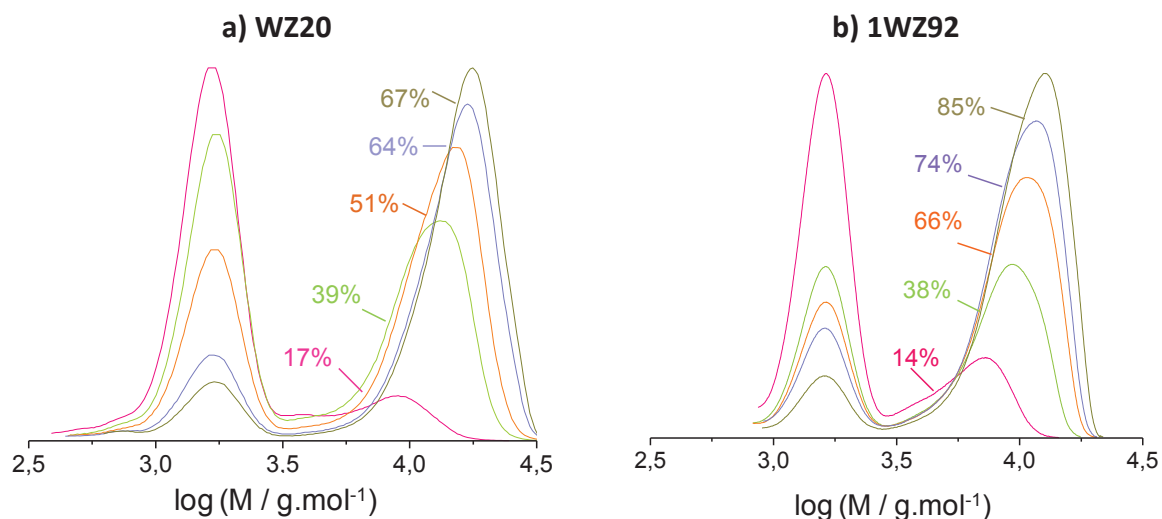 a) WZ20
67%
64%
51%
39%
17%
2,5 3,0 3,5 4,0 4,5
log (M / g.mol⁻¹)
b) 1WZ92
85%
74%
66%
38%
14%
2,5 3,0 3,5 4,0 4,5
log (M / g.mol⁻¹)